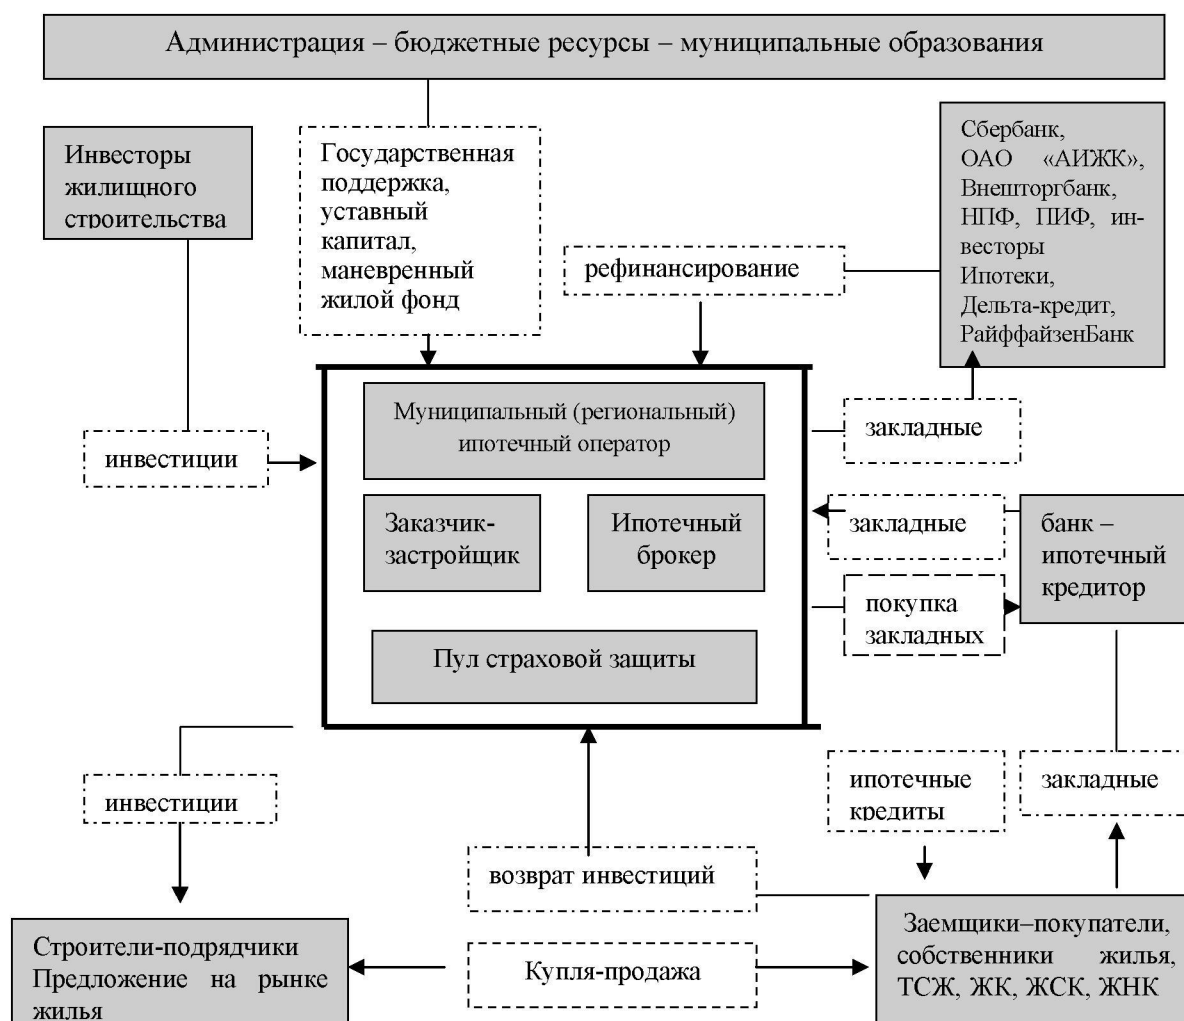 Администрация – бюджетные ресурсы – муниципальные образования
Инвесторы
жилищного
строительства
Государственная
поддержка,
уставный
капитал,
маневренный
жилой фонд
рефинансирование
Сбербанк,
ОАО «АИЖК»,
Внешторгбанк,
НПФ, ПИФ, ин-
весторы
Ипотеки,
Дельта-кредит,
РайффайзенБанк
Муниципальный (региональный)
ипотечный оператор
закладные
инвестиции
Заказчик-
застройщик
Ипотечный
брокер
закладные
банк –
ипотечный
кредитор
покупка
закладных
Пул страховой защиты
инвестиции
ипотечные
кредиты
закладные
возврат инвестиций
Строители-подрядчики
Предложение на рынке
жилья
Купля-продажа
Заемщики–покупатели,
собственники жилья,
ТСЖ, ЖК, ЖСК, ЖНК